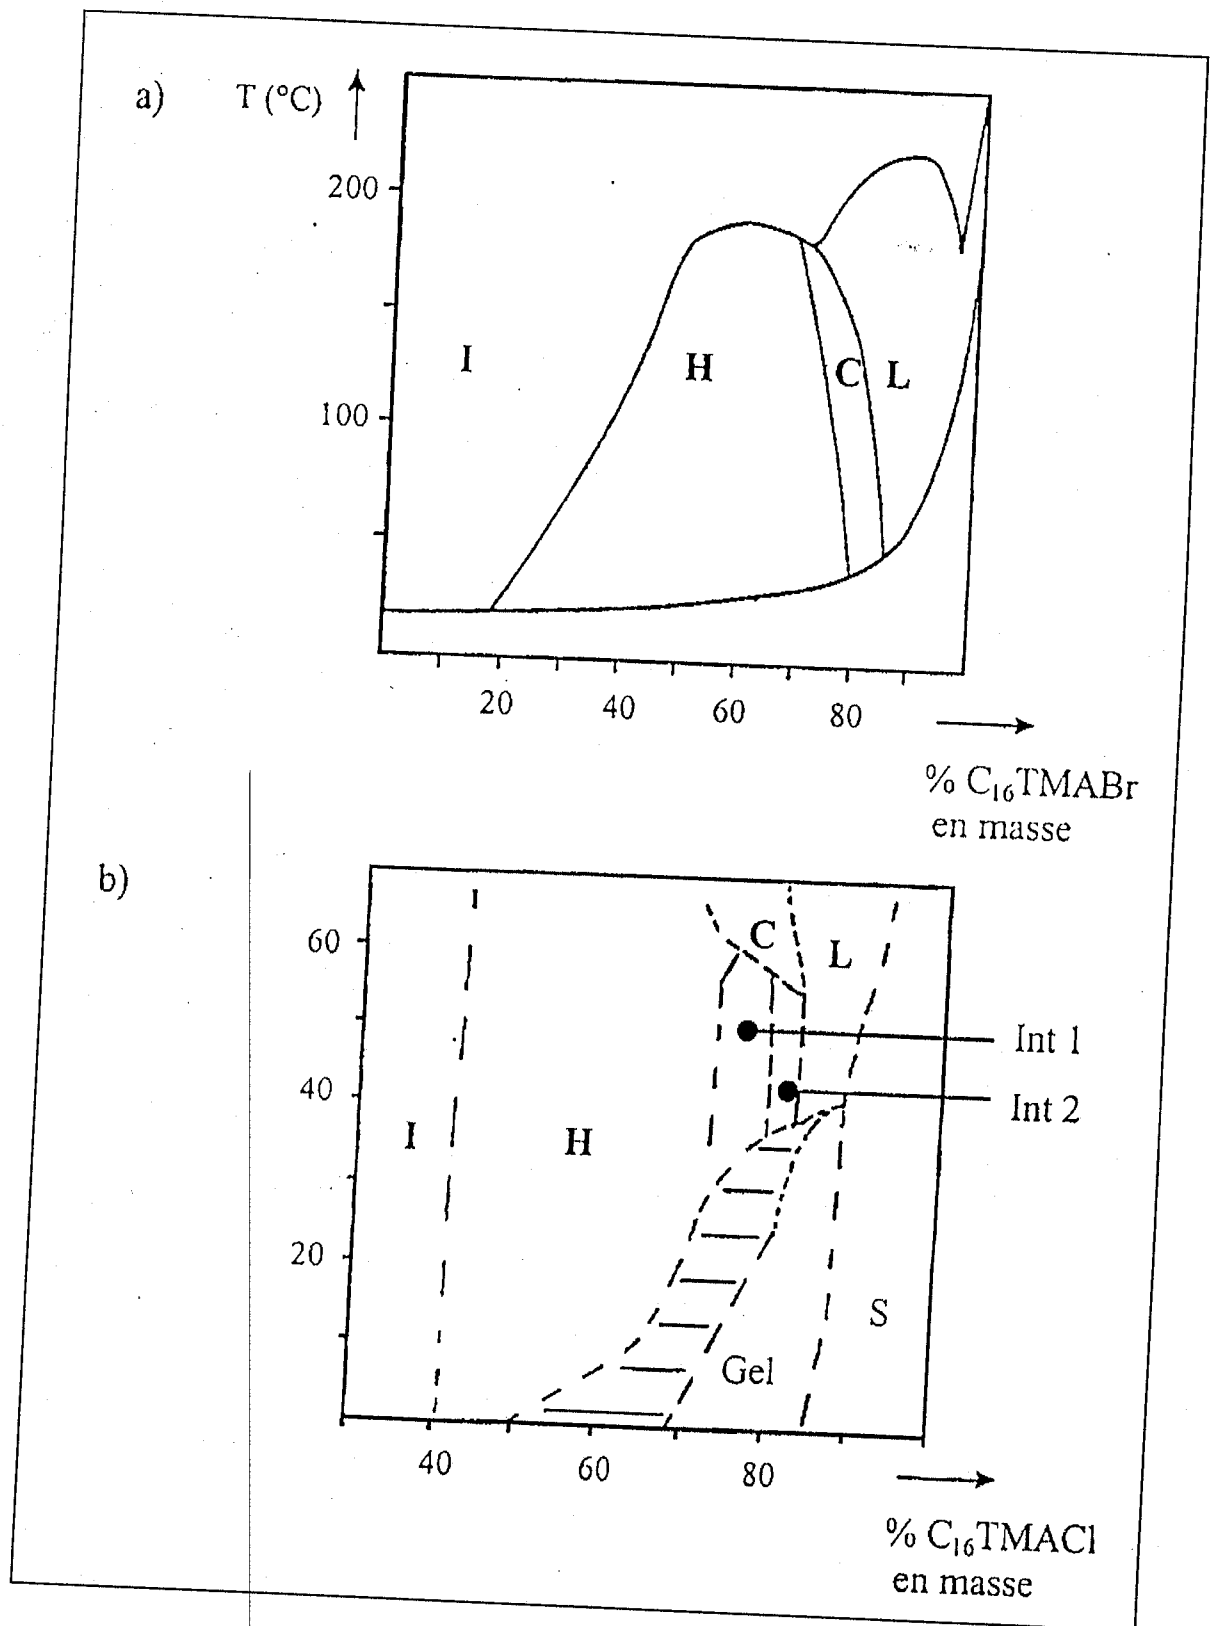 a) T (°C)
200
I H C L
100
20 40 60 80
% C₁₆TMABr
en masse
b)
I
60 C L
Int 1
40 Int 2
I H
20
S
Gel
40 60 80
% C₁₆TMACl
en masse